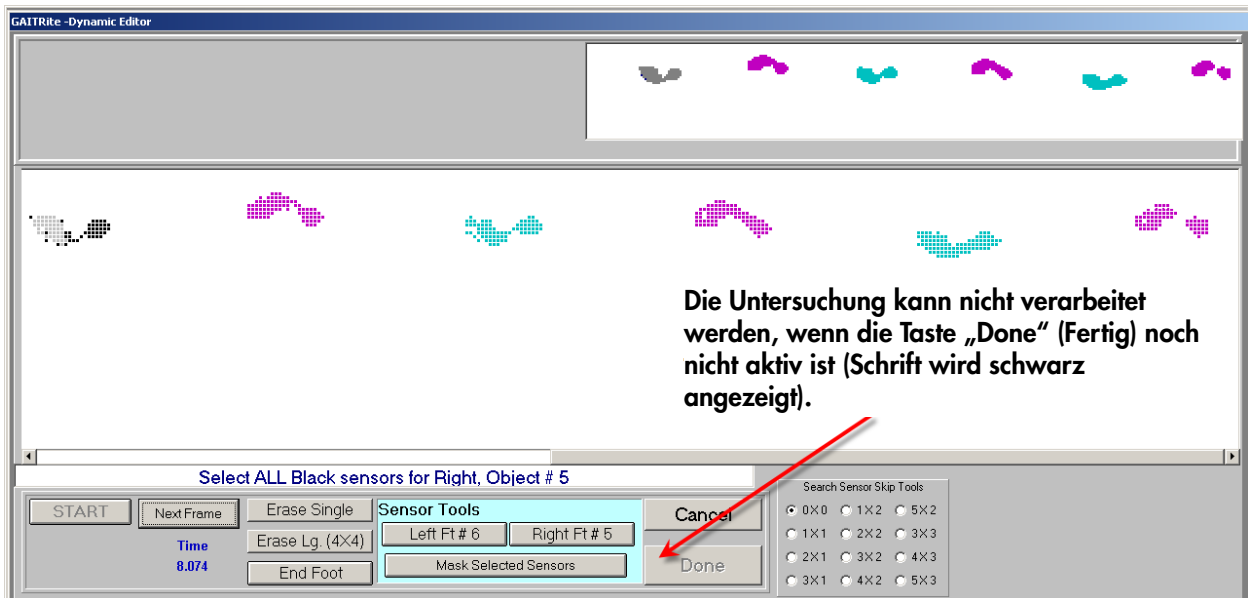 GAITRite -Dynamic Editor
Die Untersuchung kann nicht verarbeitet
werden, wenn die Taste „Done“ (Fertig) noch
nicht aktiv ist (Schrift wird schwarz
angezeigt).
Select ALL Black sensors for Right, Object # 5
START
Next Frame
Time
8.074
Erase Single
Erase Lg. (4X4)
End Foot
Sensor Tools
Left Ft # 6
Right Ft # 5
Mask Selected Sensors
Cancel
Done
Search Sensor Skip Tools
0X0 1X2 5X2
1X1 2X2 3X3
2X1 3X2 4X3
3X1 4X2 5X3